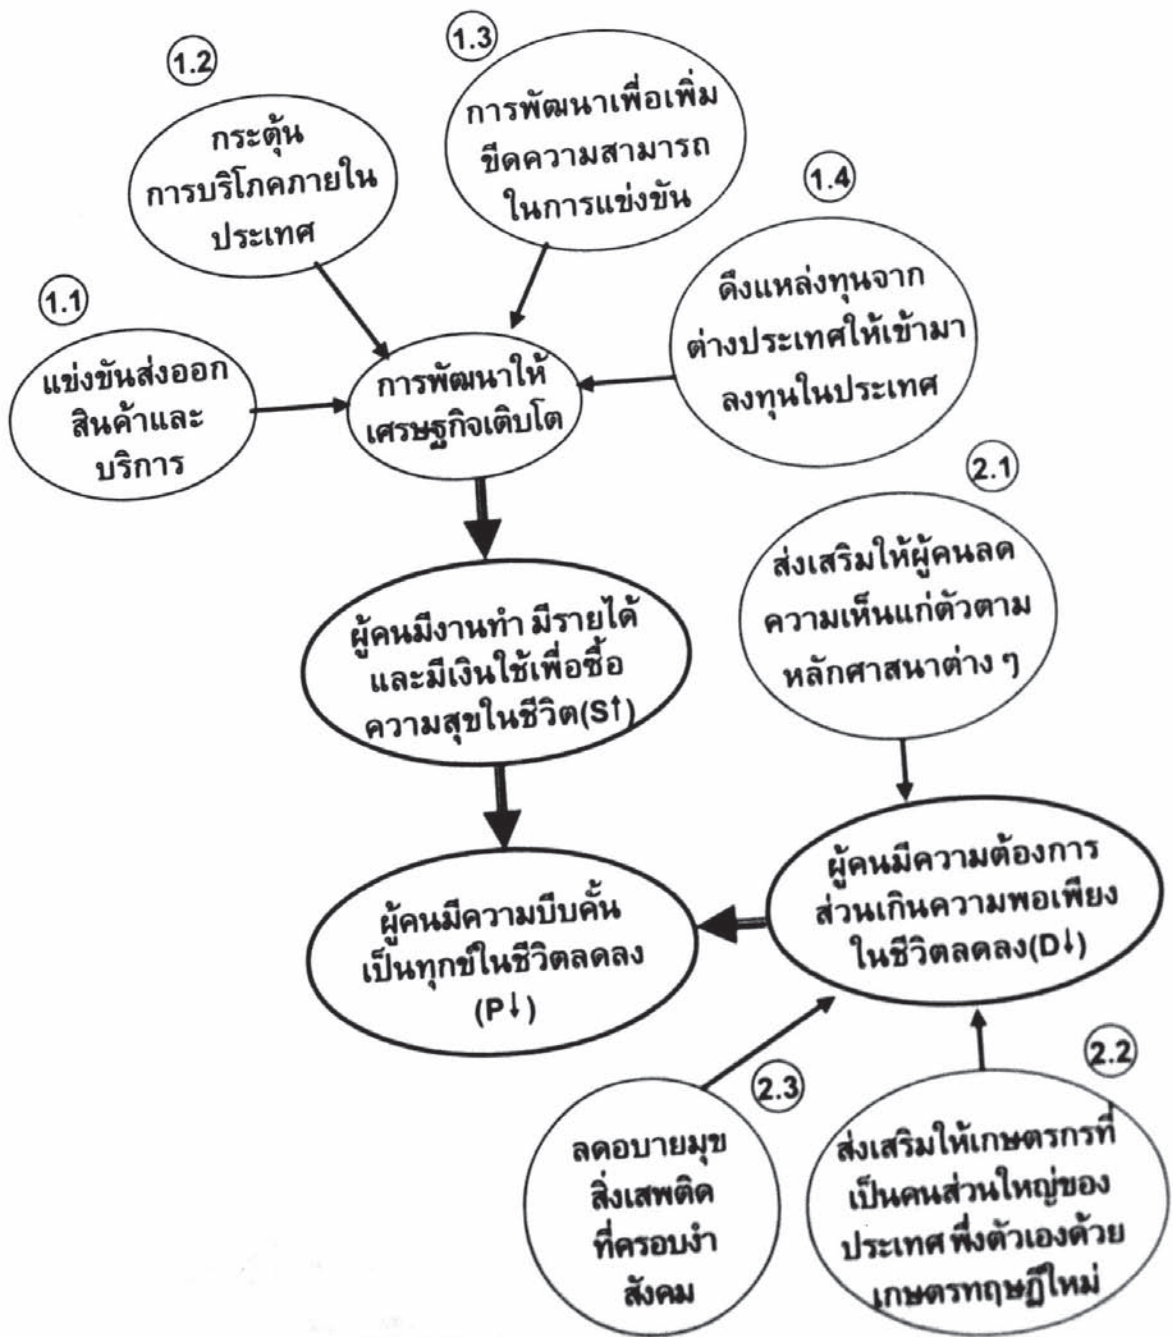 1.1
แข่งขันส่งออก
สินค้าและ
บริการ
1.2
กระตุ้น
การบริโภคภายใน
ประเทศ
1.3
การพัฒนาเพื่อเพิ่ม
ขีดความสามารถ
ในการแข่งขัน
1.4
ดึงแหล่งทุนจาก
ต่างประเทศให้เข้ามา
ลงทุนในประเทศ
การพัฒนาให้
เศรษฐกิจเติบโต
ผู้คนมีงานทำ มีรายได้
และมีเงินใช้เพื่อซื้อ
ความสุขในชีวิต(S↑)
2.1
ส่งเสริมให้ผู้คนลด
ความเห็นแก่ตัวตาม
หลักศาสนาต่าง ๆ
ผู้คนมีความต้องการ
ส่วนเกินความพอเพียง
ในชีวิตลดลง(D↓)
ผู้คนมีความบีบคั้น
เป็นทุกข์ในชีวิตลดลง
(P↓)
2.3
ลดอบายมุข
สิ่งเสพติด
ที่ครอบงำ
สังคม
2.2
ส่งเสริมให้เกษตรกรที่
เป็นคนส่วนใหญ่ของ
ประเทศ พึ่งตัวเองด้วย
เกษตรทฤษฎีใหม่